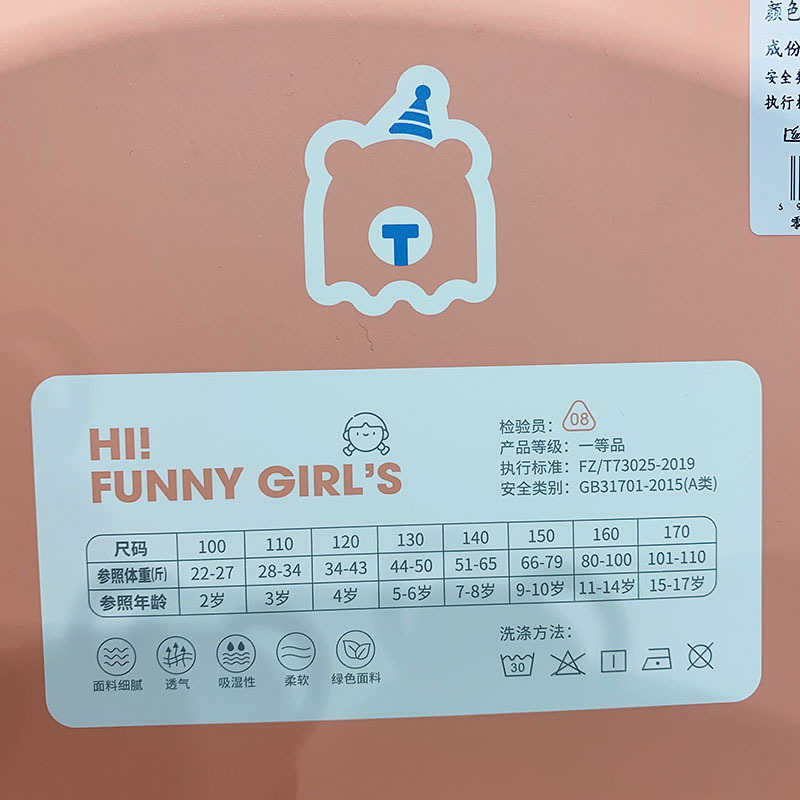 颜色
成份
安全类
执行标
T
HI!
FUNNY GIRL'S
检验员： 08
产品等级：一等品
执行标准：FZ/T73025-2019
安全类别：GB31701-2015(A类)
尺码 100 110 120 130 140 150 160 170
参照体重(斤) 22-27 28-34 34-43 44-50 51-65 66-79 80-100 101-110
参照年龄 2岁 3岁 4岁 5-6岁 7-8岁 9-10岁 11-14岁 15-17岁
面料细腻 透气 吸湿性 柔软 绿色面料
洗涤方法：
30